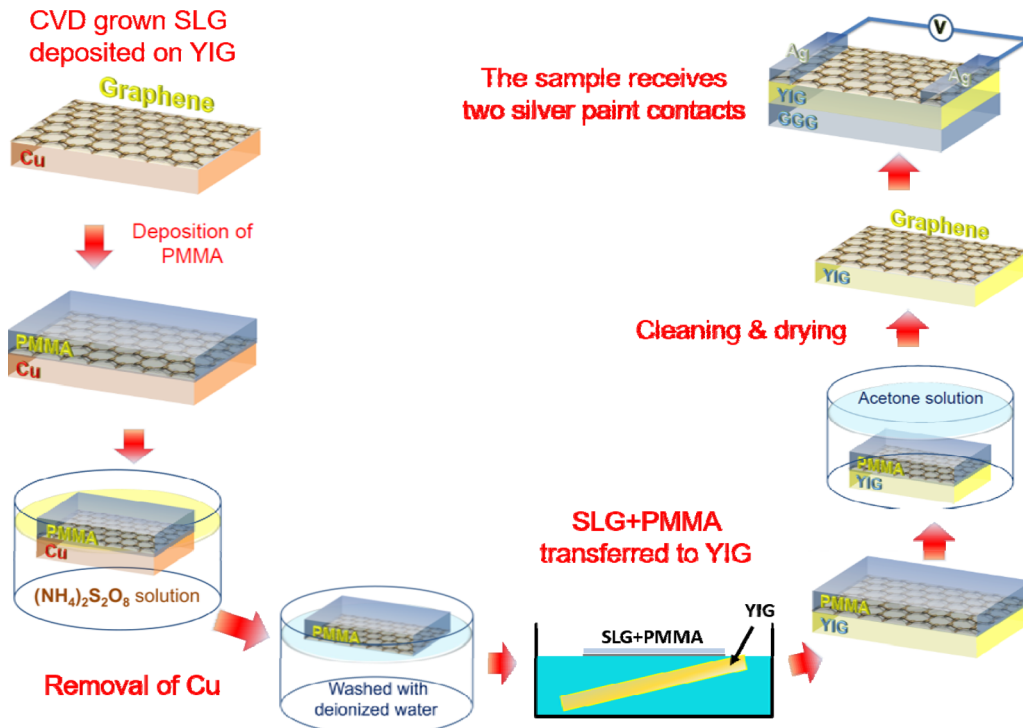 CVD grown SLG
deposited on YIG
Graphene
Cu
Deposition of
PMMA
PMMA
Cu
PMMA
Cu
(NH₄)₂S₂O₈ solution
Removal of Cu
PMMA
Washed with
deionized water
SLG+PMMA
transferred to YIG
YIG
SLG+PMMA
PMMA
YIG
Acetone solution
PMMA
YIG
Cleaning & drying
Graphene
YIG
The sample receives
two silver paint contacts
V
Ag
Ag
YIG
GGG